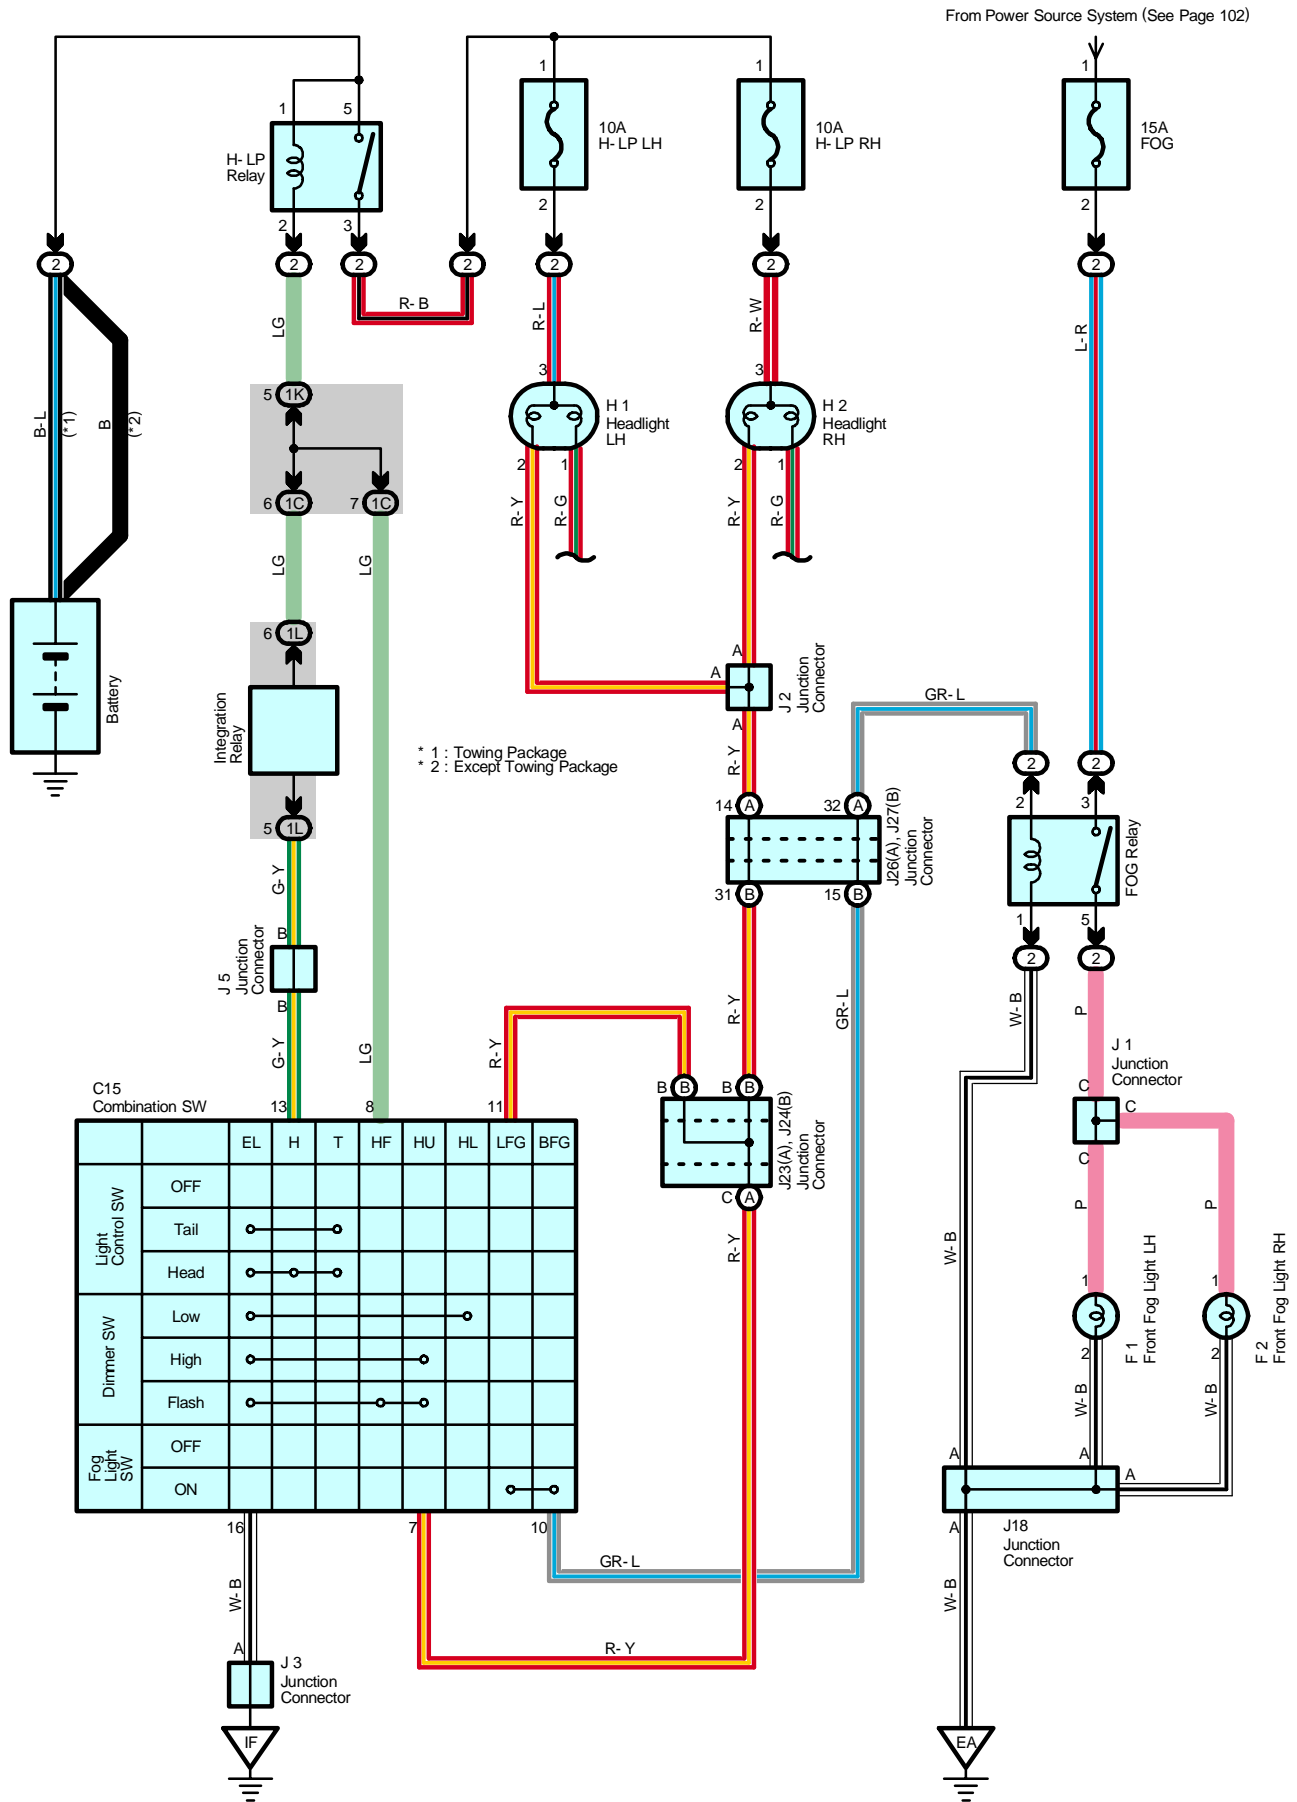 From Power Source System (See Page 102)
1
5
H-LP
Relay
2
3
1
10A
H-LP LH
2
1
10A
H-LP RH
2
1
15A
FOG
2
2
2
2
2
2
2
2
R-B
LG
R-L
R-W
L-R
B-L
(*1)
B
(*2)
5
1K
6
1C
7
1C
3
H 1
Headlight
LH
2
1
3
H 2
Headlight
RH
2
1
R-Y
R-G
R-Y
R-G
LG
LG
6
1L
Integration
Relay
5
1L
Battery
* 1 : Towing Package
* 2 : Except Towing Package
A
A
A
J 2
Junction
Connector
R-Y
GR-L
14
A
32
A
J26(A), J27(B)
Junction
Connector
31
B
15
B
2
2
2
3
FOG Relay
1
5
2
2
G-Y
B
J 5
Junction
Connector
B
G-Y
LG
R-Y
R-Y
GR-L
W-B
P
J 1
Junction
Connector
C
C
C
B
B
B
B
J23(A), J24(B)
Junction
Connector
C
A
C15
Combination SW
13
8
11
EL
H
T
HF
HU
HL
LFG
BFG
Light
Control SW
OFF
Tail
Head
Dimmer SW
Low
High
Flash
Fog
Light
SW
OFF
ON
16
7
10
R-Y
W-B
P
P
1
F 1
Front Fog Light LH
2
1
F 2
Front Fog Light RH
2
W-B
W-B
A
A
A
A
J18
Junction
Connector
GR-L
R-Y
W-B
A
J 3
Junction
Connector
IF
W-B
EA